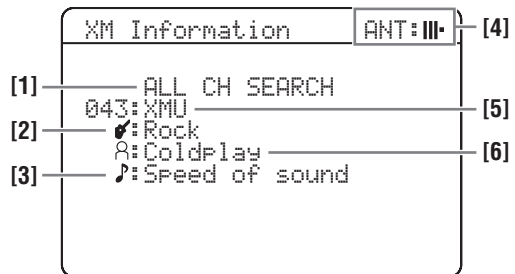 XM Information ANT: [4]
[1] ALL CH SEARCH
043:XMU [5]
[2] :Rock
:Coldplay [6]
[3] :Speed of sound